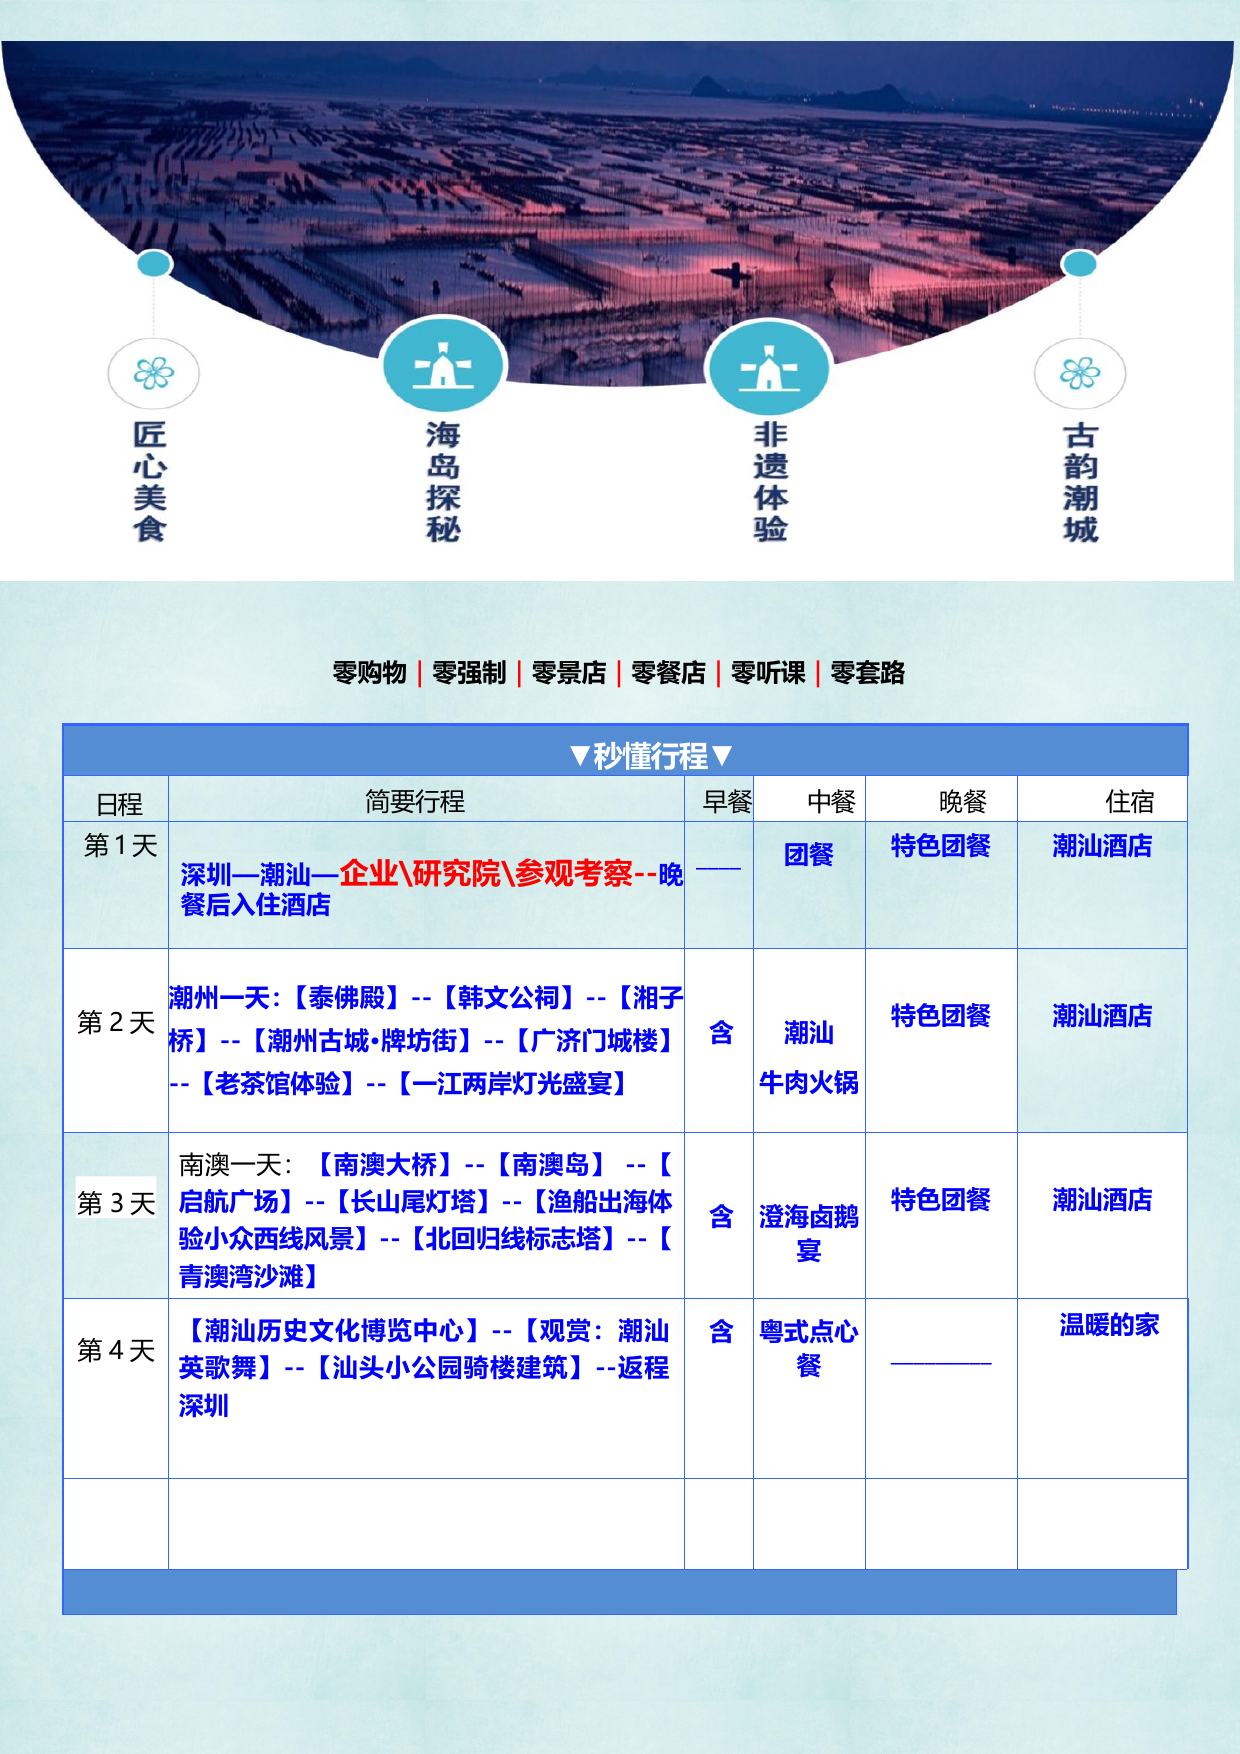 匠心美食
海岛探秘
非遗体验
古韵潮城
零购物｜零强制｜零景店｜零餐店｜零听课｜零套路
▼秒懂行程▼
日程 简要行程 早餐 中餐 晚餐 住宿
第1天
深圳—潮汕—企业\研究院\参观考察--晚
餐后入住酒店
____
团餐
特色团餐
潮汕酒店
第2天
潮州一天：【泰佛殿】--【韩文公祠】--【湘子
桥】--【潮州古城•牌坊街】--【广济门城楼】
--【老茶馆体验】--【一江两岸灯光盛宴】
含
潮汕
牛肉火锅
特色团餐
潮汕酒店
第3天
南澳一天：【南澳大桥】--【南澳岛】 --【
启航广场】--【长山尾灯塔】--【渔船出海体
验小众西线风景】--【北回归线标志塔】--【
青澳湾沙滩】
含
澄海卤鹅
宴
特色团餐
潮汕酒店
第4天
【潮汕历史文化博览中心】--【观赏：潮汕
英歌舞】--【汕头小公园骑楼建筑】--返程
深圳
含
粤式点心
餐
________
温暖的家